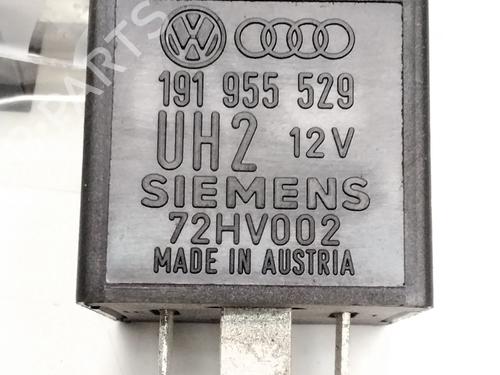 191 955 529
UH2 12V
SIEMENS
72HV002
MADE IN AUSTRIA